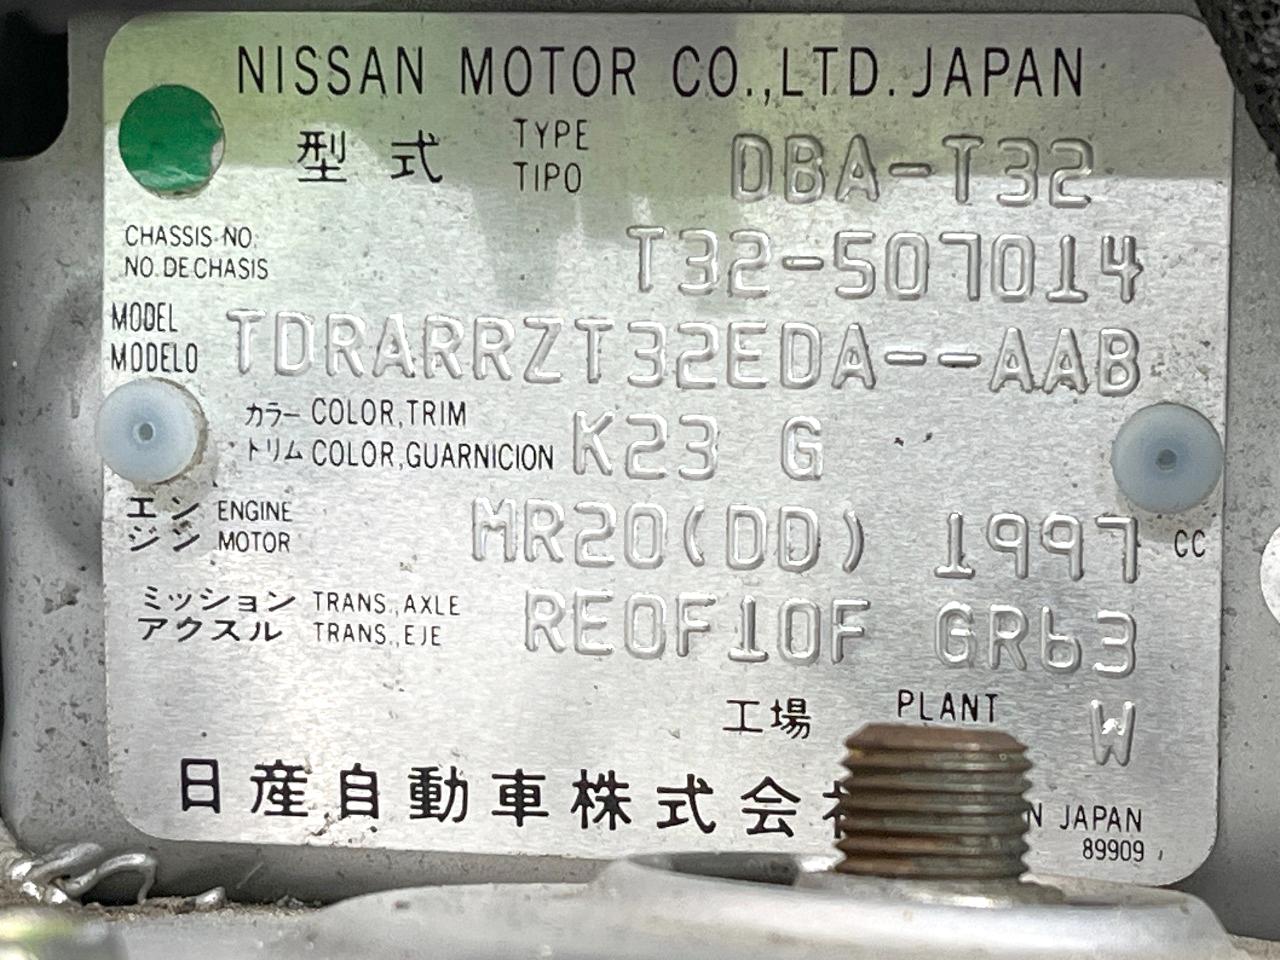 NISSAN MOTOR CO.,LTD.JAPAN
型式 TYPE DBA-T32
TIPO
CHASSIS NO. T32-507014
NO. DE CHASIS
MODEL TDRARRZT32EDA--AAB
MODELO
カラー COLOR,TRIM K23 G
トリム COLOR,GUARNICION
エンジン ENGINE MR20(DD) 1997 CC
MOTOR
ミッション TRANS.,AXLE RE0F10F GR63
アクスル TRANS.,EJE
工場 PLANT W
日産自動車株式会
JAPAN
89909